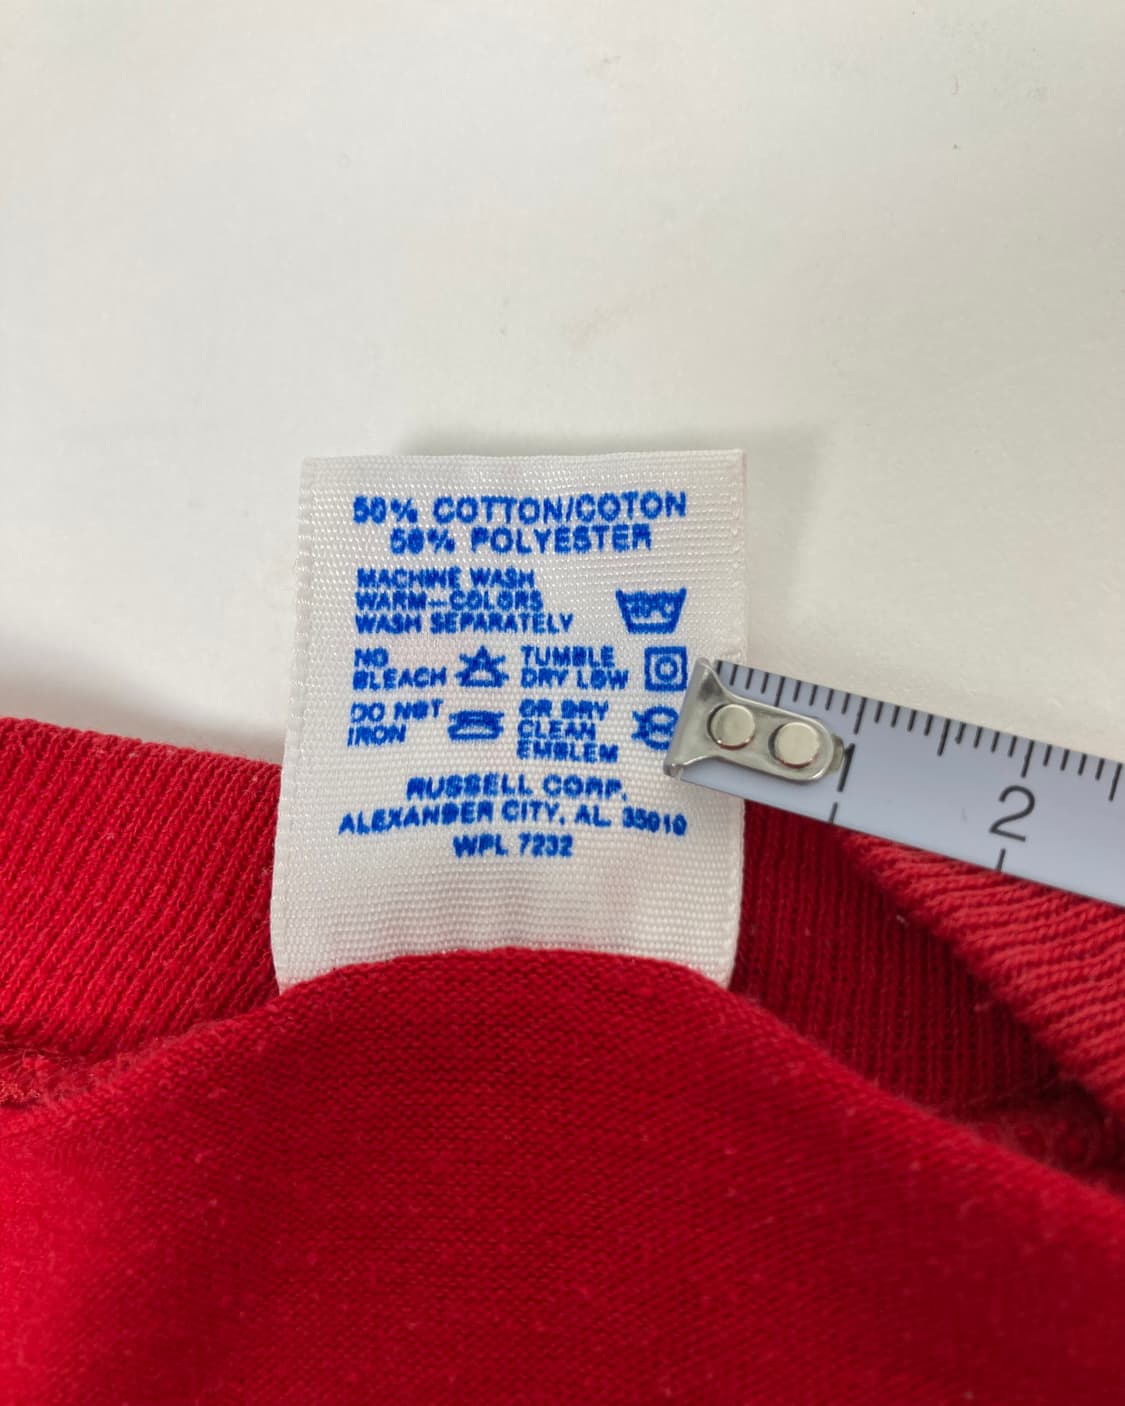 50% COTTON/COTON
50% POLYESTER
MACHINE WASH
WARM—COLORS
WASH SEPARATELY
NO
BLEACH
TUMBLE
DRY LOW
DO NOT
IRON
OR DRY
CLEAN
EMBLEM
RUSSELL CORP.
ALEXANDER CITY, AL 35010
WPL 7232
1
2